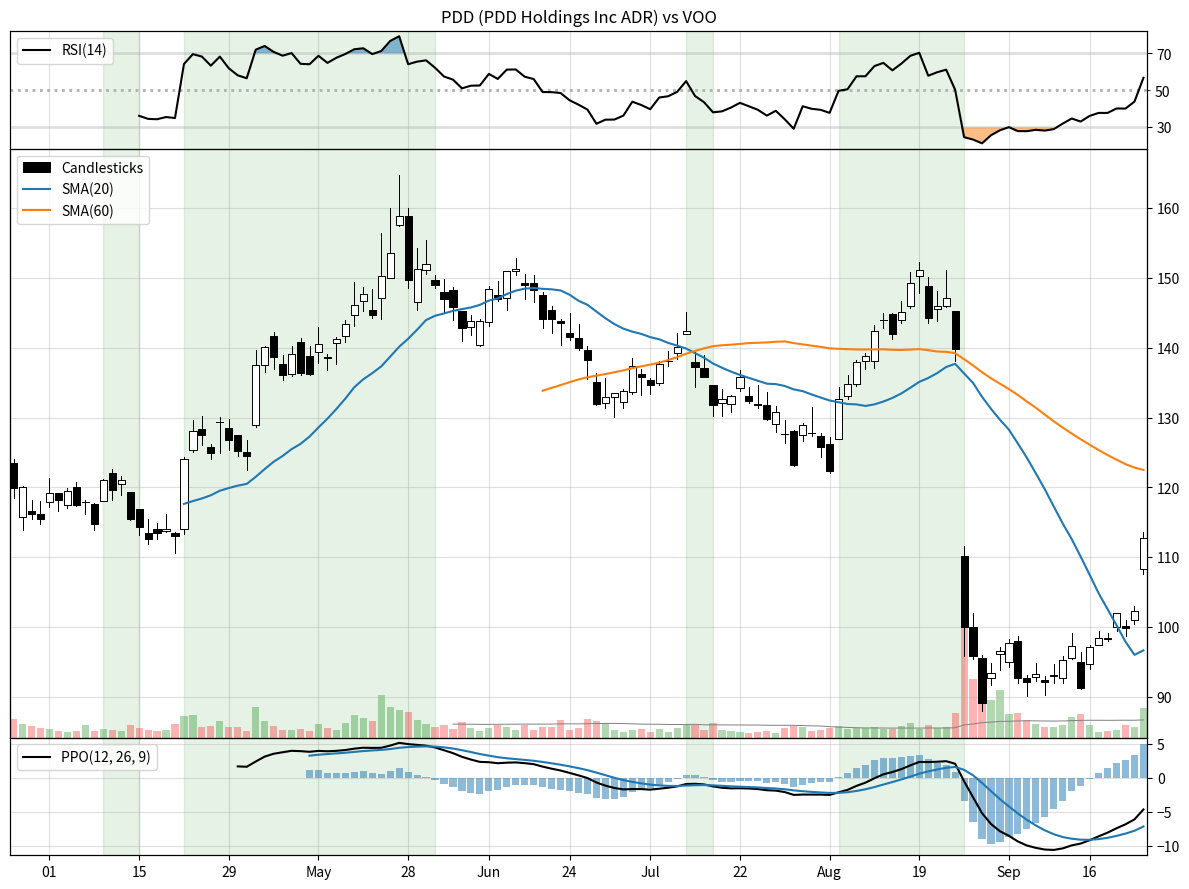 PDD (PDD Holdings Inc ADR) vs VOO
RSI(14)
70
50
30
Candlesticks
SMA(20)
SMA(60)
160
150
140
130
120
110
100
90
PPO(12, 26, 9)
5
0
−5
−10
01 15 29 May 28 Jun 24 Jul 22 Aug 19 Sep 16